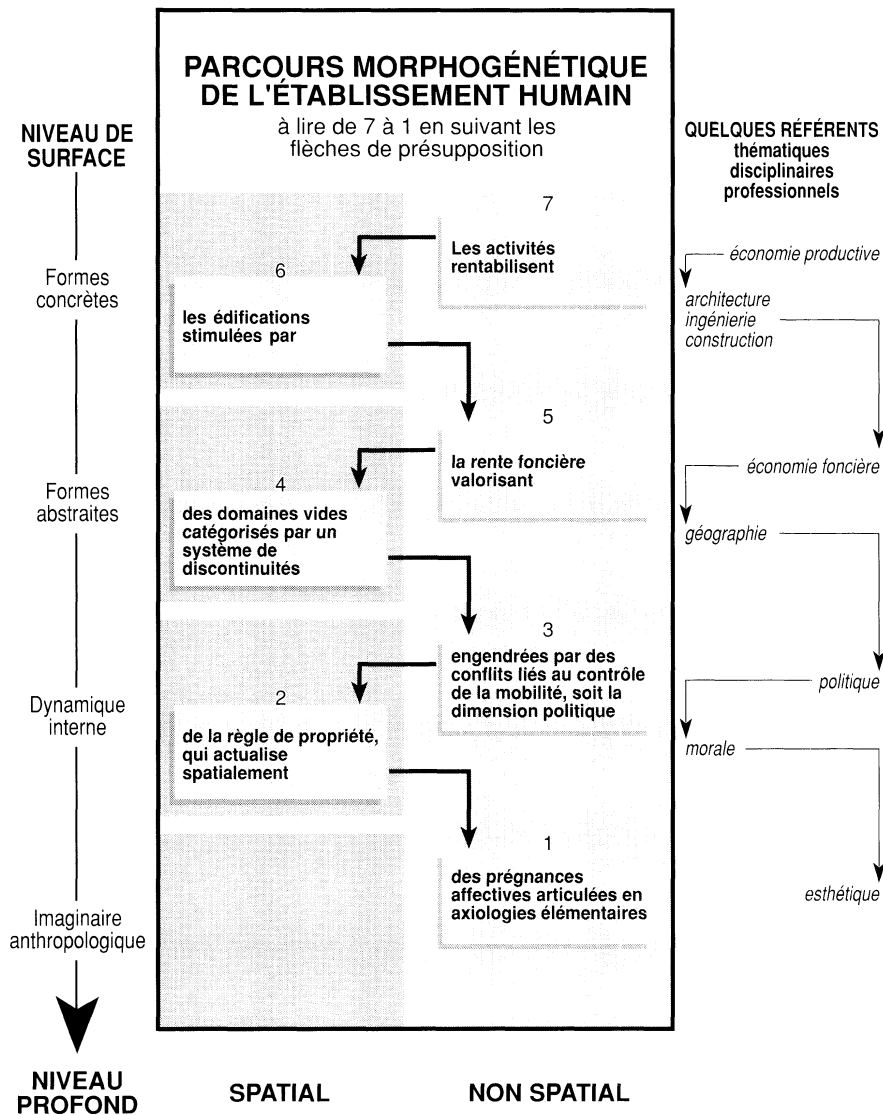 PARCOURS MORPHOGÉNÉTIQUE
DE L'ÉTABLISSEMENT HUMAIN
à lire de 7 à 1 en suivant les
flèches de présupposition
NIVEAU DE
SURFACE
QUELQUES RÉFÉRENTS
thématiques
disciplinaires
professionnels
7
Les activités
rentabilisent
économie productive
6
Formes
concrètes
les édifications
stimulées par
architecture
ingénierie
construction
5
la rente foncière
valorisant
économie foncière
4
Formes
abstraites
des domaines vides
catégorisés par un
système de
discontinuités
géographie
3
engendrées par des
conflits liés au contrôle
de la mobilité, soit la
dimension politique
politique
2
Dynamique
interne
de la règle de propriété,
qui actualise
spatialement
morale
1
des prégnances
affectives articulées en
axiologies élémentaires
esthétique
Imaginaire
anthropologique
NIVEAU
PROFOND
SPATIAL
NON SPATIAL